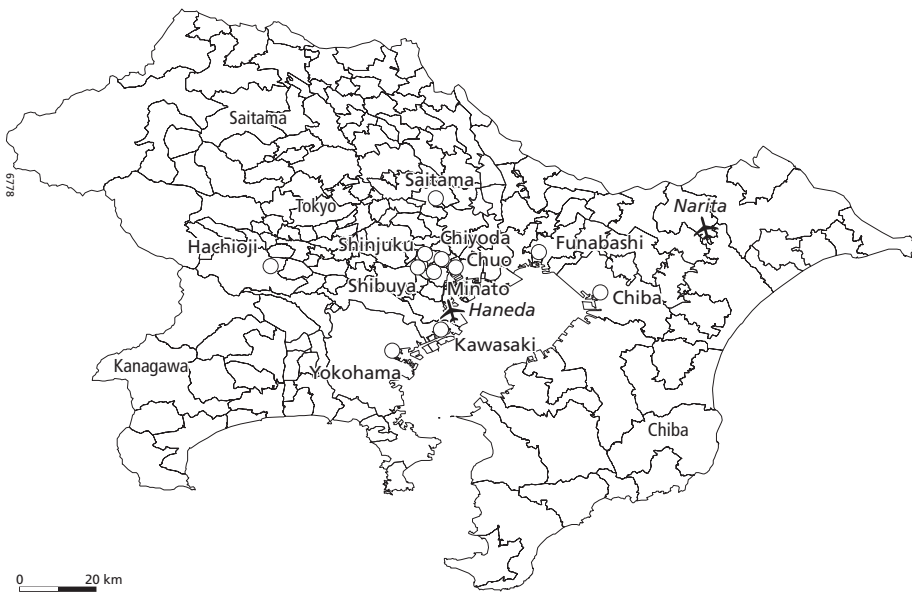 Saitama
6778
Saitama
Narita
Tokyo
Hachioji
Shinjuku
Chiyoda
Funabashi
Chuo
Shibuya
Minato
Chiba
Haneda
Kawasaki
Kanagawa
Yokohama
Chiba
0 20 km